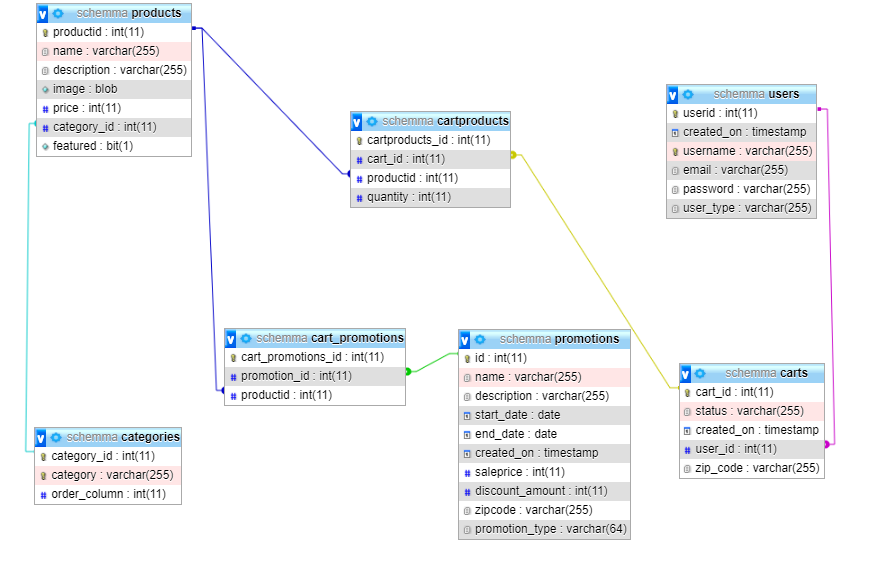 v schemma products
productid : int(11)
name : varchar(255)
description : varchar(255)
image : blob
# price : int(11)
# category_id : int(11)
featured : bit(1)
v schemma cartproducts
cartproducts_id : int(11)
# cart_id : int(11)
# productid : int(11)
# quantity : int(11)
v schemma users
userid : int(11)
created_on : timestamp
username : varchar(255)
email : varchar(255)
password : varchar(255)
user_type : varchar(255)
v schemma cart_promotions
cart_promotions_id : int(11)
# promotion_id : int(11)
# productid : int(11)
v schemma promotions
id : int(11)
name : varchar(255)
description : varchar(255)
start_date : date
end_date : date
created_on : timestamp
# saleprice : int(11)
# discount_amount : int(11)
zipcode : varchar(255)
promotion_type : varchar(64)
v schemma carts
cart_id : int(11)
status : varchar(255)
created_on : timestamp
# user_id : int(11)
zip_code : varchar(255)
v schemma categories
category_id : int(11)
category : varchar(255)
# order_column : int(11)